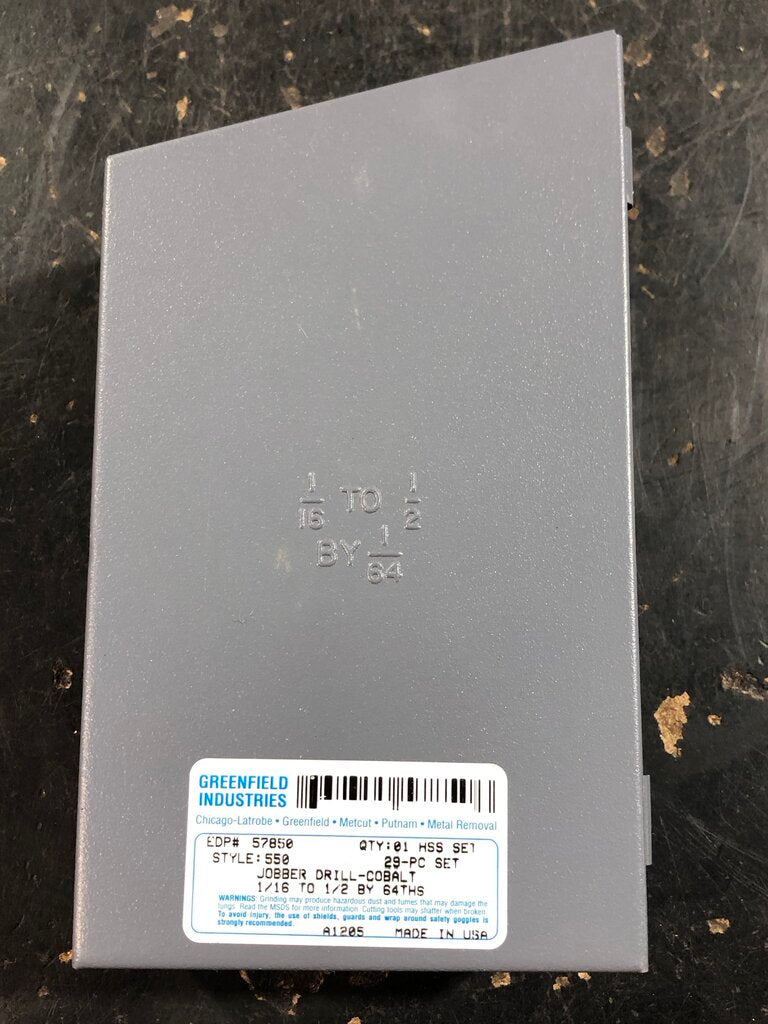 1/16 TO 1/2
BY 1/64
GREENFIELD
INDUSTRIES
Chicago-Latrobe • Greenfield • Metcut • Putnam • Metal Removal
EDP# 57850 QTY:01 HSS SET
STYLE:550 29-PC SET
JOBBER DRILL-COBALT
1/16 TO 1/2 BY 64THS
WARNINGS: Grinding may produce hazardous dust and fumes that may damage the
lungs. Read the MSDS for more information. Cutting tools may shatter when broken.
To avoid injury, the use of shields, guards and wrap around safety goggles is
strongly recommended.
A1205 MADE IN USA